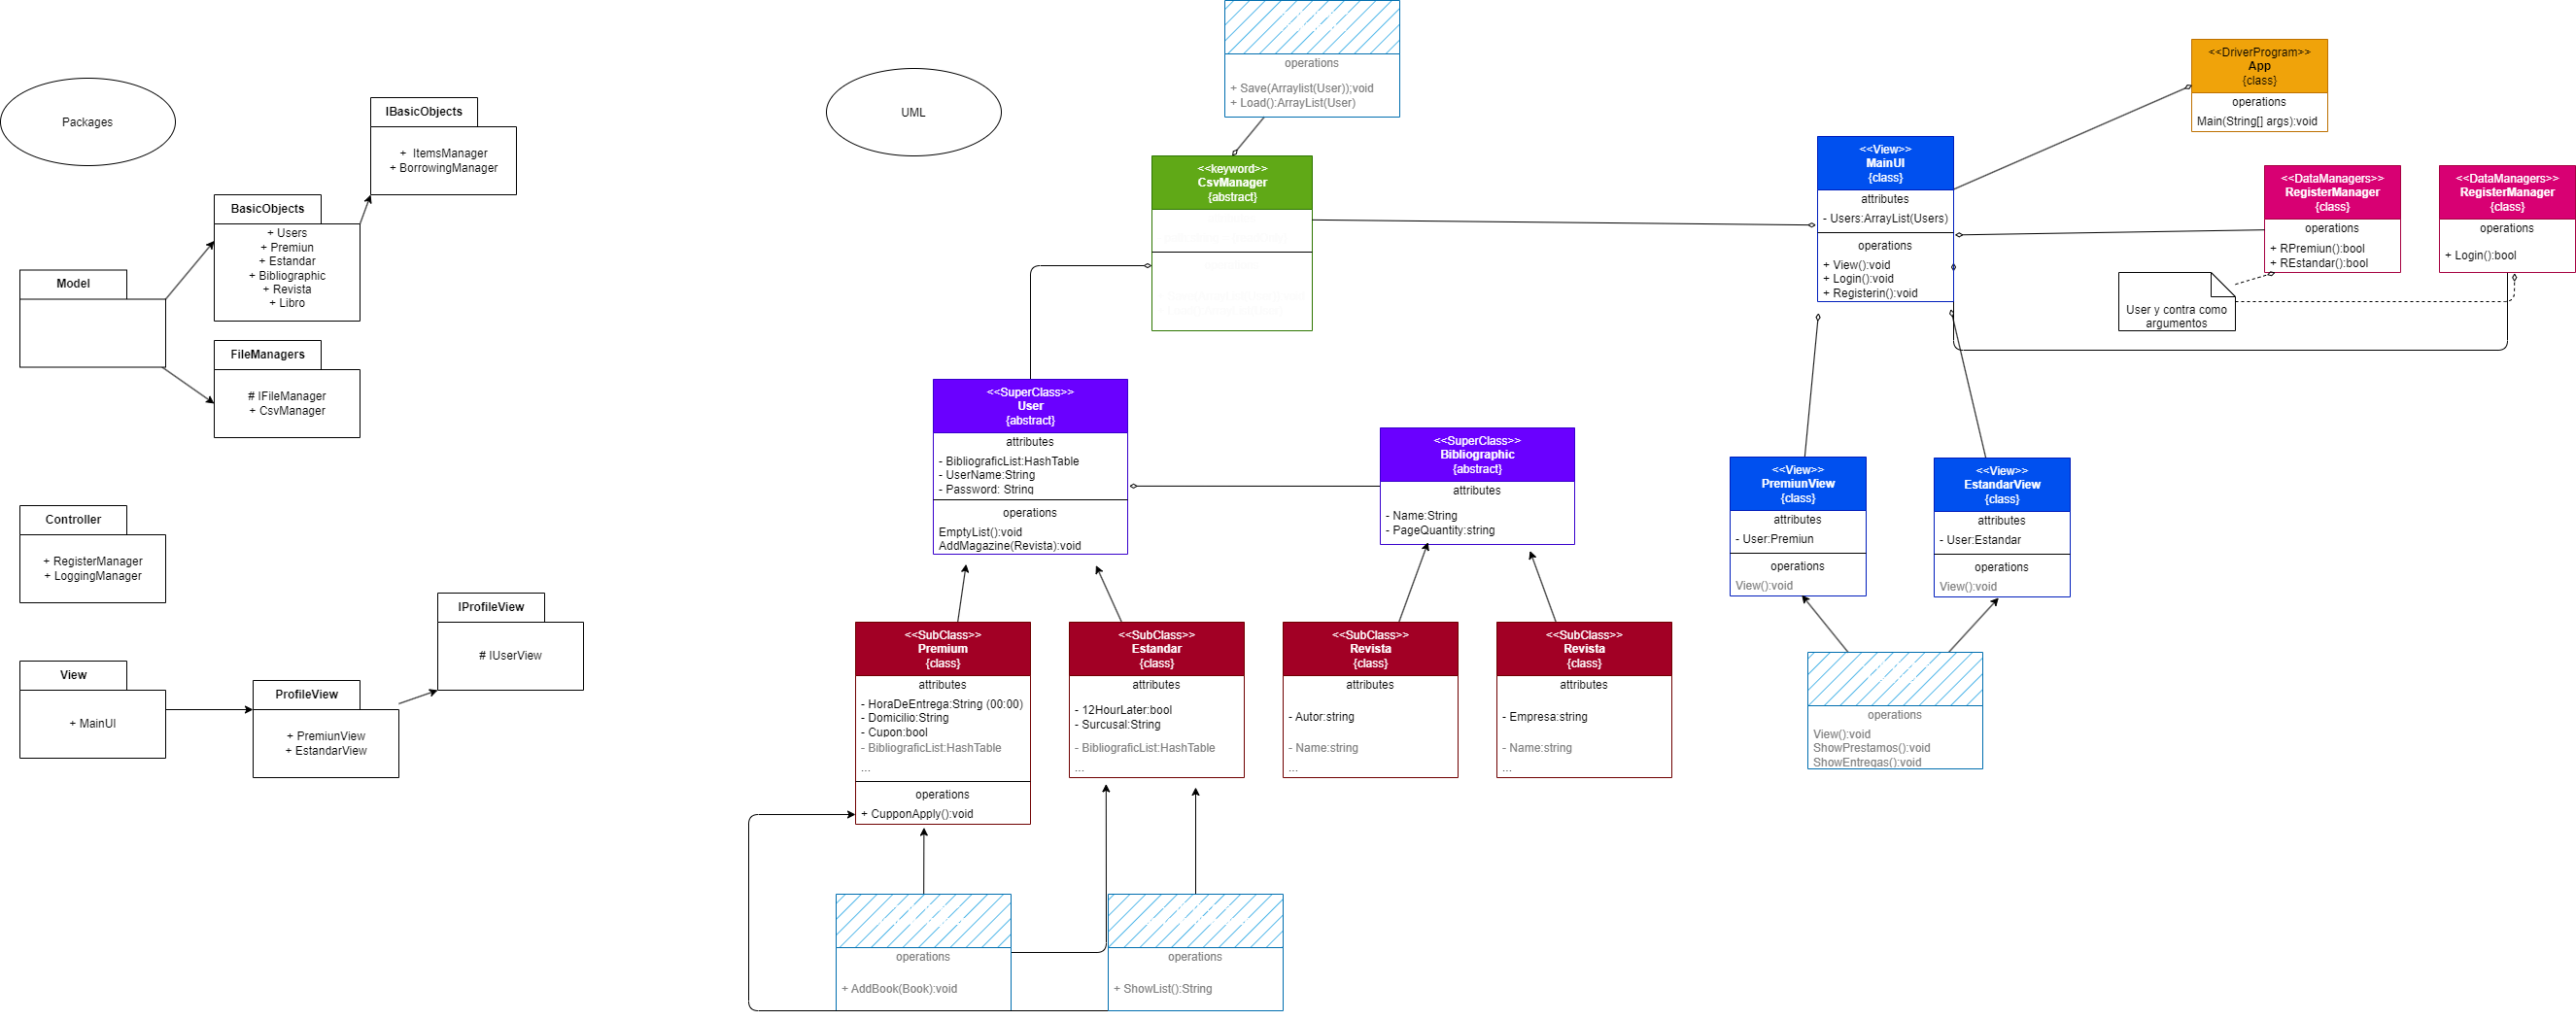 Packages
IBasicObjects
+ ItemsManager
+ BorrowingManager
BasicObjects
+ Users
+ Premiun
+ Estandar
+ Bibliographic
+ Revista
+ Libro
Model
FileManagers
# IFileManager
+ CsvManager
Controller
+ RegisterManager
+ LoggingManager
IProfileView
# IUserView
View
+ MainUI
ProfileView
+ PremiunView
+ EstandarView
UML
operations
+ Save(Arraylist(User));void
+ Load():ArrayList(User)
<<keyword>>
CsvManager
{abstract}
<<SuperClass>>
User
{abstract}
attributes
- BibliograficList:HashTable
- UserName:String
- Password: String
operations
EmptyList():void
AddMagazine(Revista):void
<<SuperClass>>
Bibliographic
{abstract}
attributes
- Name:String
- PageQuantity:string
<<SubClass>>
Premium
{class}
attributes
- HoraDeEntrega:String (00:00)
- Domicilio:String
- Cupon:bool
- BibliograficList:HashTable
...
operations
+ CupponApply():void
<<SubClass>>
Estandar
{class}
attributes
- 12HourLater:bool
- Surcusal:String
- BibliograficList:HashTable
...
<<SubClass>>
Revista
{class}
attributes
- Autor:string
- Name:string
...
<<SubClass>>
Revista
{class}
attributes
- Empresa:string
- Name:string
...
operations
+ AddBook(Book):void
operations
+ ShowList():String
<<DriverProgram>>
App
{class}
operations
Main(String[] args):void
<<View>>
MainUI
{class}
attributes
- Users:ArrayList(Users)
operations
+ View():void
+ Login():void
+ Registerin():void
<<DataManagers>>
RegisterManager
{class}
operations
+ RPremiun():bool
+ REstandar():bool
<<DataManagers>>
RegisterManager
{class}
operations
+ Login():bool
User y contra como
argumentos
<<View>>
PremiunView
{class}
attributes
- User:Premiun
operations
View():void
<<View>>
EstandarView
{class}
attributes
- User:Estandar
operations
View():void
operations
View():void
ShowPrestamos():void
ShowEntregas():void